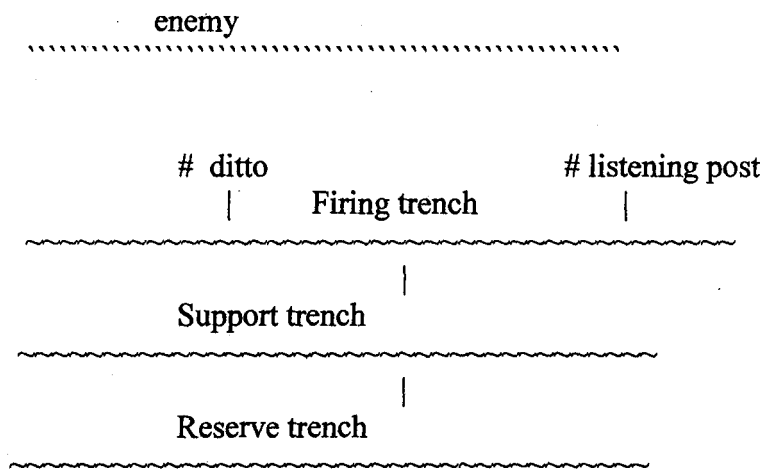 enemy
# ditto # listening post
Firing trench
Support trench
Reserve trench